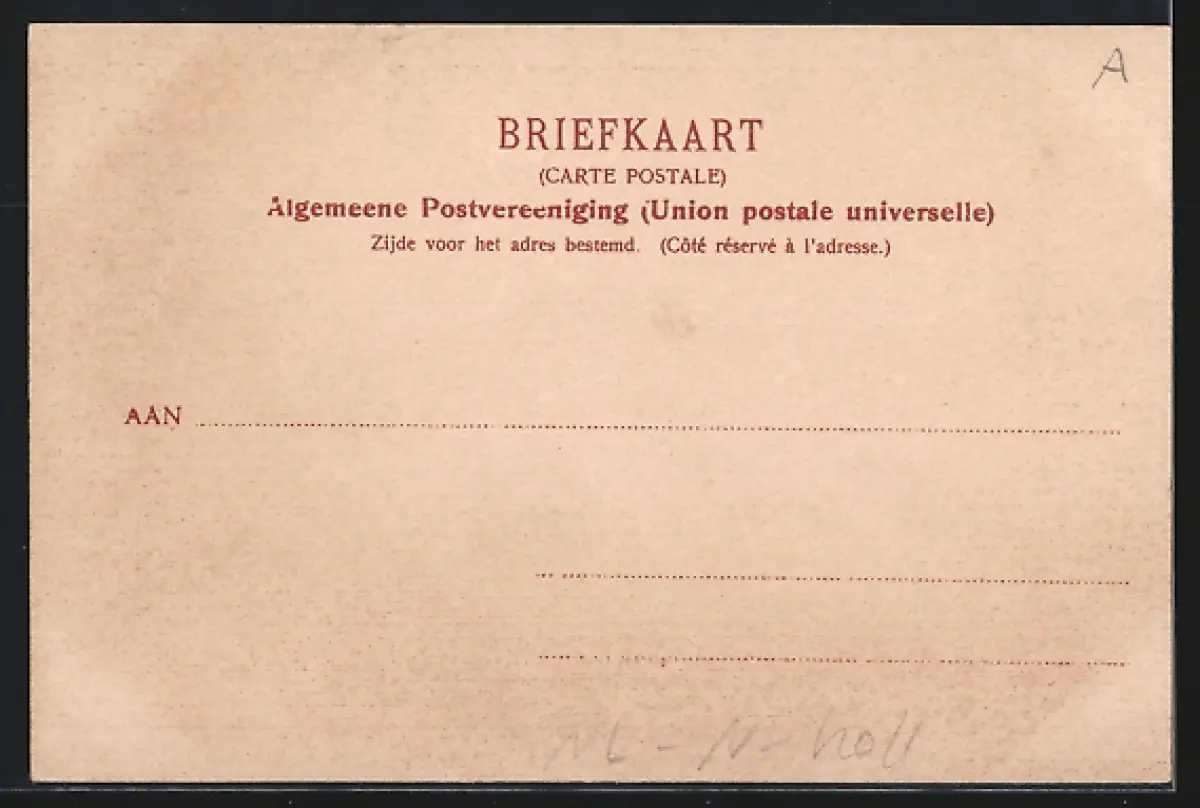 A
BRIEFKAART
(CARTE POSTALE)
Algemeene Postvereeniging (Union postale universelle)
Zijde voor het adres bestemd. (Côté réservé à l'adresse.)
AAN
NL - N - holl